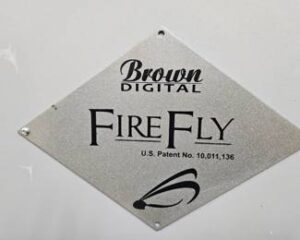 Brown
DIGITAL
FIREFLY
U.S. Patent No. 10,011,136